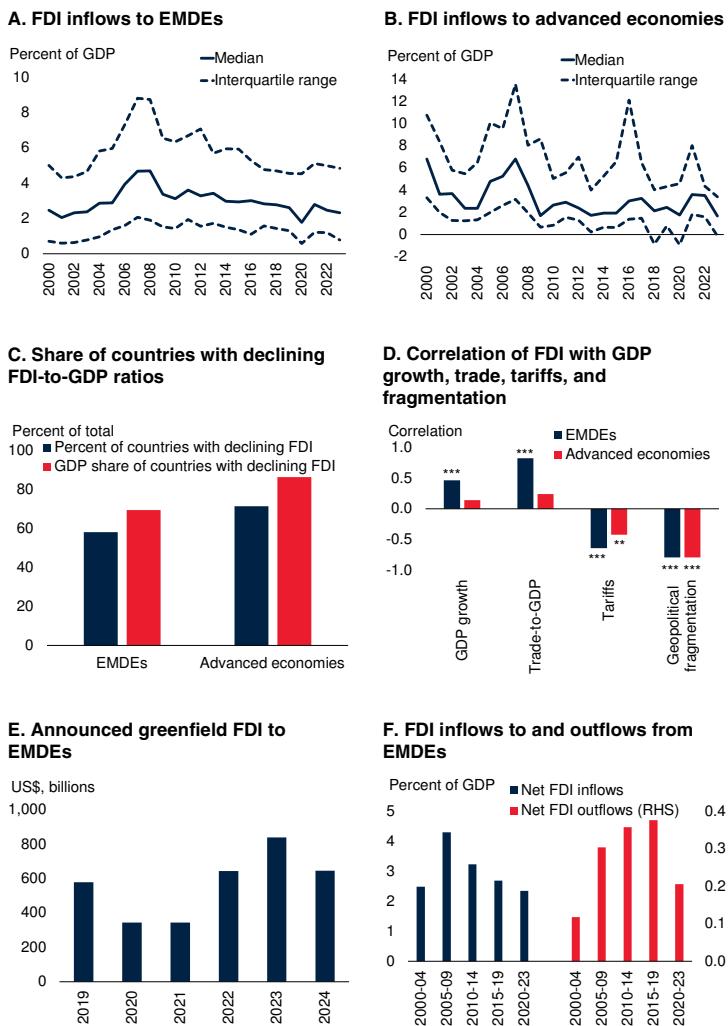 A. FDI inflows to EMDEs
Percent of GDP
Median
Interquartile range
10
8
6
4
2
0
2000
2002
2004
2006
2008
2010
2012
2014
2016
2018
2020
2022
B. FDI inflows to advanced economies
Percent of GDP
Median
Interquartile range
14
12
10
8
6
4
2
0
-2
2000
2002
2004
2006
2008
2010
2012
2014
2016
2018
2020
2022
C. Share of countries with declining
FDI-to-GDP ratios
Percent of total
Percent of countries with declining FDI
GDP share of countries with declining FDI
100
80
60
40
20
0
EMDEs
Advanced economies
D. Correlation of FDI with GDP
growth, trade, tariffs, and
fragmentation
Correlation
EMDEs
Advanced economies
1.0
0.5
0.0
-0.5
-1.0
***
***
***
**
***
***
GDP growth
Trade-to-GDP
Tariffs
Geopolitical
fragmentation
E. Announced greenfield FDI to
EMDEs
US$, billions
1,000
800
600
400
200
0
2019
2020
2021
2022
2023
2024
F. FDI inflows to and outflows from
EMDEs
Percent of GDP
Net FDI inflows
Net FDI outflows (RHS)
5
4
3
2
1
0
0.4
0.3
0.2
0.1
0.0
2000-04
2005-09
2010-14
2015-19
2020-23
2000-04
2005-09
2010-14
2015-19
2020-23